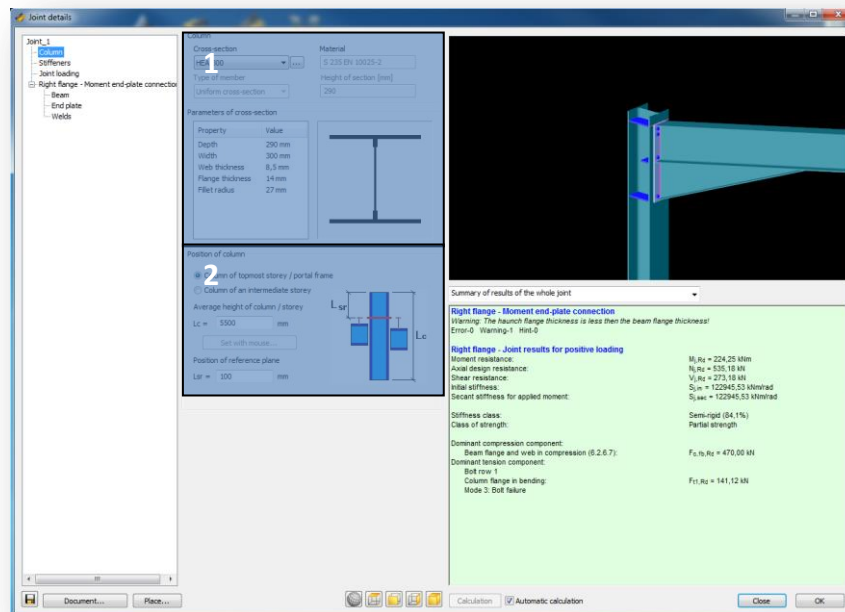 Joint details
Joint_1
Column
Stiffeners
Joint loading
Right flange - Moment end-plate connection
Beam
End plate
Welds
Column
Cross-section
Material
1
S 235 EN 10025-2
Type of member
Height of section [mm]
Uniform cross-section
290
Parameters of cross-section
Property Value
Depth 290 mm
Width 300 mm
Web thickness 8,5 mm
Flange thickness 14 mm
Fillet radius 27 mm
Position of column
2
Column of topmost storey / portal frame
Column of an intermediate storey
Average height of column / storey
Lc = 5500 mm
Set with mouse...
Position of reference plane
Lsr = 100 mm
L sr
L c
Summary of results of the whole joint
Right flange - Moment end-plate connection
Warning: The haunch flange thickness is less then the beam flange thickness!
Error-0 Warning-1 Hint-0
Right flange - Joint results for positive loading
Moment resistance: Mj,Rd = 224,25 kNm
Axial design resistance: Nj,Rd = 535,18 kN
Shear resistance: Vj,Rd = 273,18 kN
Initial stiffness: Sj,in = 122945,53 kNm/rad
Secant stiffness for applied moment: Sj,sec = 122945,53 kNm/rad
Stiffness class: Semi-rigid (84,1%)
Class of strength: Partial strength
Dominant compression component:
Beam flange and web in compression (6.2.6.7): Fc,fb,Rd = 470,00 kN
Dominant tension component:
Bolt row 1
Column flange in bending: Ft1,Rd = 141,12 kN
Mode 3: Bolt failure
Document...
Place...
Calculation
Automatic calculation
Close
OK